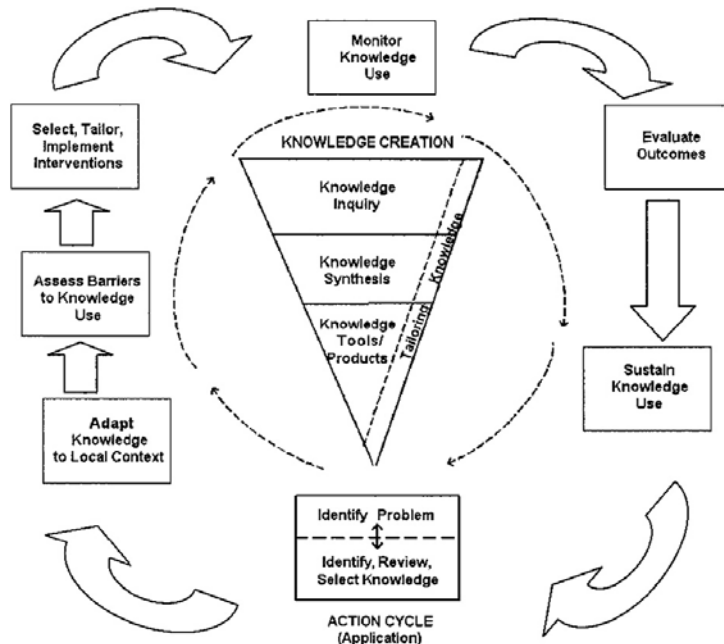 Monitor
Knowledge
Use
Select, Tailor,
Implement
Interventions
Evaluate
Outcomes
KNOWLEDGE CREATION
Knowledge
Inquiry
Knowledge
Synthesis
Knowledge
Tools/
Products
Tailoring Knowledge
Assess Barriers
to Knowledge
Use
Sustain
Knowledge
Use
Adapt
Knowledge
to Local Context
Identify Problem
Identify, Review,
Select Knowledge
ACTION CYCLE
(Application)